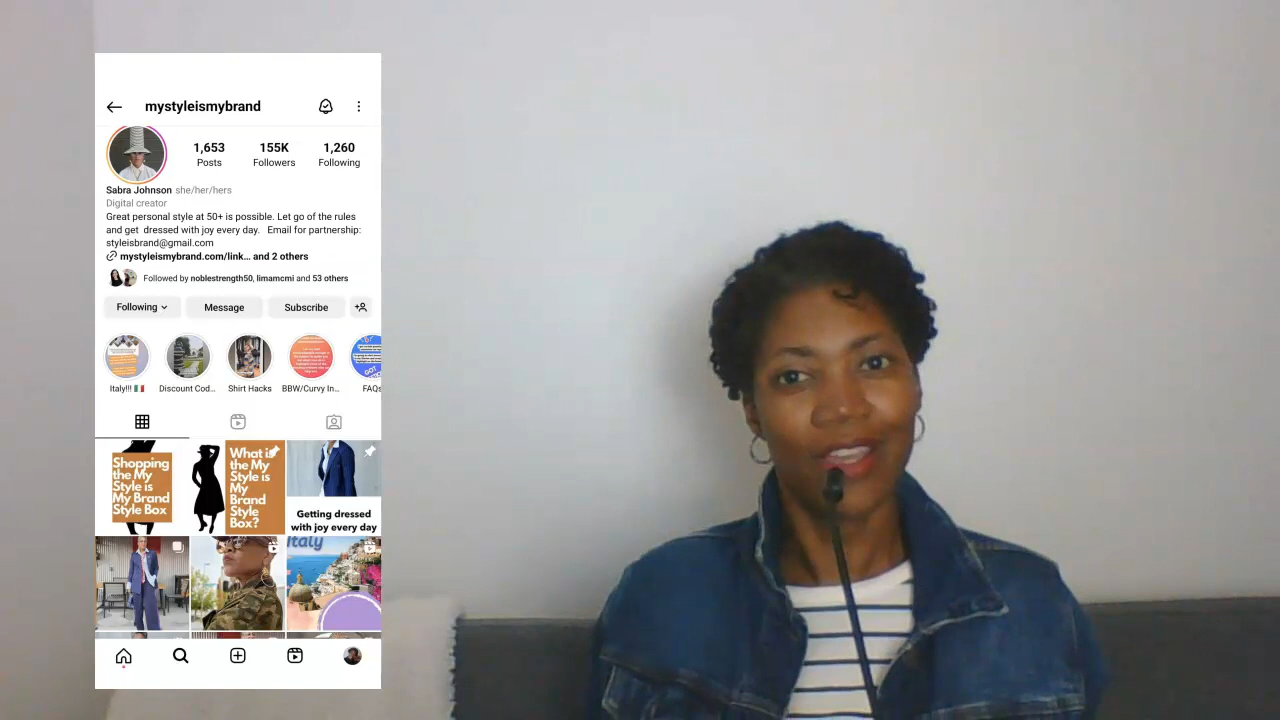 mystyleismybrand
1,653 155K 1,260
Posts Followers Following
Sabra Johnson she/her/hers
Digital creator
Great personal style at 50+ is possible. Let go of the rules
and get dressed with joy every day. Email for partnership:
styleisbrand@gmail.com
mystyleismybrand.com/link... and 2 others
Followed by noblestrength50, limamcmi and 53 others
Following Message Subscribe
Italy!!! Discount Cod... Shirt Hacks BBW/Curvy In... FAQs
GOT
Shopping
the My
Style is
My Brand
Style Box
What is
the My
Style is
My
Brand
Style
Box?
Getting dressed
with joy every day
Italy